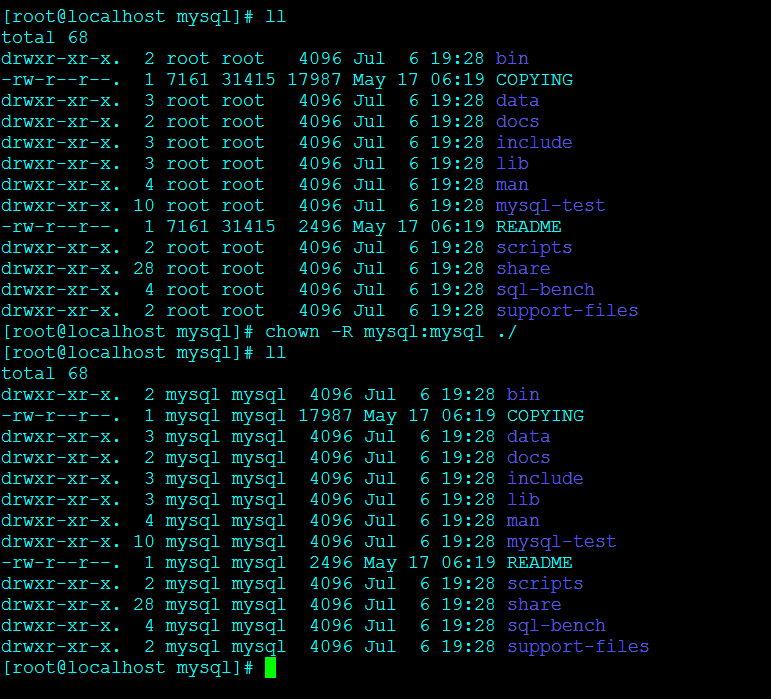 [root@localhost mysql]# ll
total 68
drwxr-xr-x.  2 root root   4096 Jul  6 19:28 bin
-rw-r--r--.  1 7161 31415 17987 May 17 06:19 COPYING
drwxr-xr-x.  3 root root   4096 Jul  6 19:28 data
drwxr-xr-x.  2 root root   4096 Jul  6 19:28 docs
drwxr-xr-x.  3 root root   4096 Jul  6 19:28 include
drwxr-xr-x.  3 root root   4096 Jul  6 19:28 lib
drwxr-xr-x.  4 root root   4096 Jul  6 19:28 man
drwxr-xr-x. 10 root root   4096 Jul  6 19:28 mysql-test
-rw-r--r--.  1 7161 31415  2496 May 17 06:19 README
drwxr-xr-x.  2 root root   4096 Jul  6 19:28 scripts
drwxr-xr-x. 28 root root   4096 Jul  6 19:28 share
drwxr-xr-x.  4 root root   4096 Jul  6 19:28 sql-bench
drwxr-xr-x.  2 root root   4096 Jul  6 19:28 support-files
[root@localhost mysql]# chown -R mysql:mysql ./
[root@localhost mysql]# ll
total 68
drwxr-xr-x.  2 mysql mysql  4096 Jul  6 19:28 bin
-rw-r--r--.  1 mysql mysql 17987 May 17 06:19 COPYING
drwxr-xr-x.  3 mysql mysql  4096 Jul  6 19:28 data
drwxr-xr-x.  2 mysql mysql  4096 Jul  6 19:28 docs
drwxr-xr-x.  3 mysql mysql  4096 Jul  6 19:28 include
drwxr-xr-x.  3 mysql mysql  4096 Jul  6 19:28 lib
drwxr-xr-x.  4 mysql mysql  4096 Jul  6 19:28 man
drwxr-xr-x. 10 mysql mysql  4096 Jul  6 19:28 mysql-test
-rw-r--r--.  1 mysql mysql  2496 May 17 06:19 README
drwxr-xr-x.  2 mysql mysql  4096 Jul  6 19:28 scripts
drwxr-xr-x. 28 mysql mysql  4096 Jul  6 19:28 share
drwxr-xr-x.  4 mysql mysql  4096 Jul  6 19:28 sql-bench
drwxr-xr-x.  2 mysql mysql  4096 Jul  6 19:28 support-files
[root@localhost mysql]#